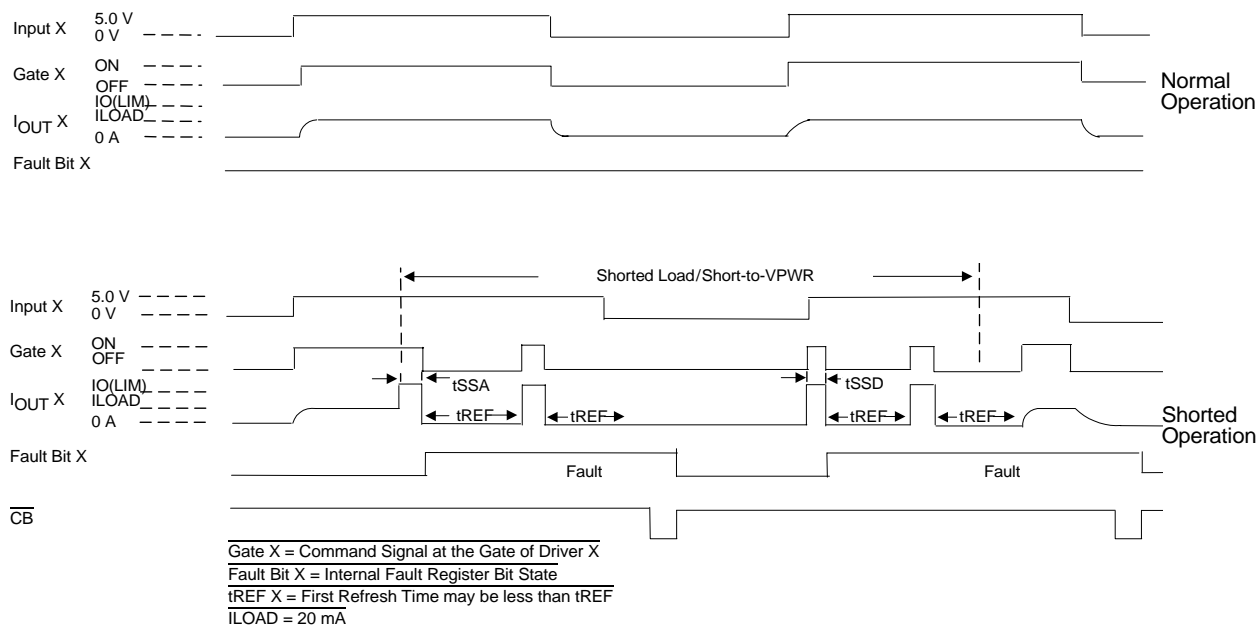 Input X 5.0 V
0 V
Gate X ON
OFF
Normal Operation
IO(LIM)
IOUT X ILOAD
0 A
Fault Bit X
Shorted Load/Short-to-VPWR
Input X 5.0 V
0 V
Gate X ON
OFF
tSSA tSSD
IO(LIM)
IOUT X ILOAD
0 A
tREF tREF tREF tREF
Shorted Operation
Fault Bit X
Fault Fault
CB
Gate X = Command Signal at the Gate of Driver X
Fault Bit X = Internal Fault Register Bit State
tREF X = First Refresh Time may be less than tREF
ILOAD = 20 mA